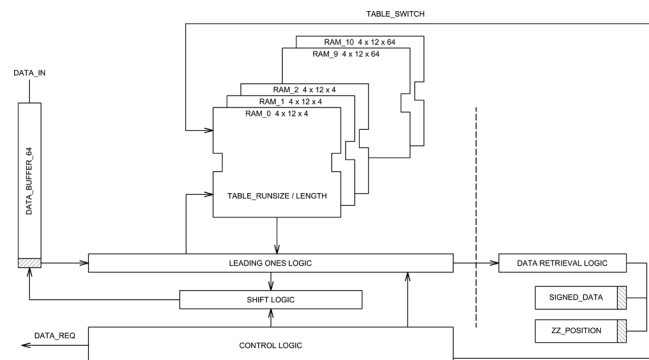 TABLE_SWITCH
RAM_10 4 x 12 x 64
RAM_9 4 x 12 x 64
DATA_IN
RAM_2 4 x 12 x 4
RAM_1 4 x 12 x 4
RAM_0 4 x 12 x 4
DATA_BUFFER_64
TABLE_RUNSIZE / LENGTH
LEADING ONES LOGIC
DATA RETRIEVAL LOGIC
SHIFT LOGIC
SIGNED_DATA
ZZ_POSITION
DATA_REQ
CONTROL LOGIC